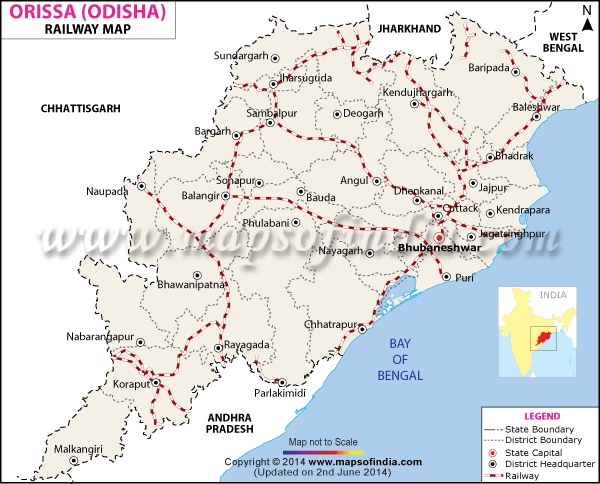 ORISSA (ODISHA)
RAILWAY MAP
N
JHARKHAND
WEST
BENGAL
CHHATTISGARH
Sundargarh
Jharsuguda
Baripada
Kendujhargarh
Sambalpur
Deogarh
Baleshwar
Bargarh
Bhadrak
Naupada
Sonapur
Angul
Jajpur
Balangir
Bauda
Dhenkanal
Cuttack
Kendrapara
Phulabani
www.mapsofindia.com
Jagatsinghpur
Bhubaneshwar
Nayagarh
Bhawanipatna
Puri
INDIA
Chhatrapur
Nabarangapur
Rayagada
BAY
OF
BENGAL
Koraput
Parlakimidi
ANDHRA
PRADESH
Malkangiri
Map not to Scale
Copyright © 2014 www.mapsofindia.com
(Updated on 2nd June 2014)
LEGEND
State Boundary
District Boundary
State Capital
District Headquarter
Railway